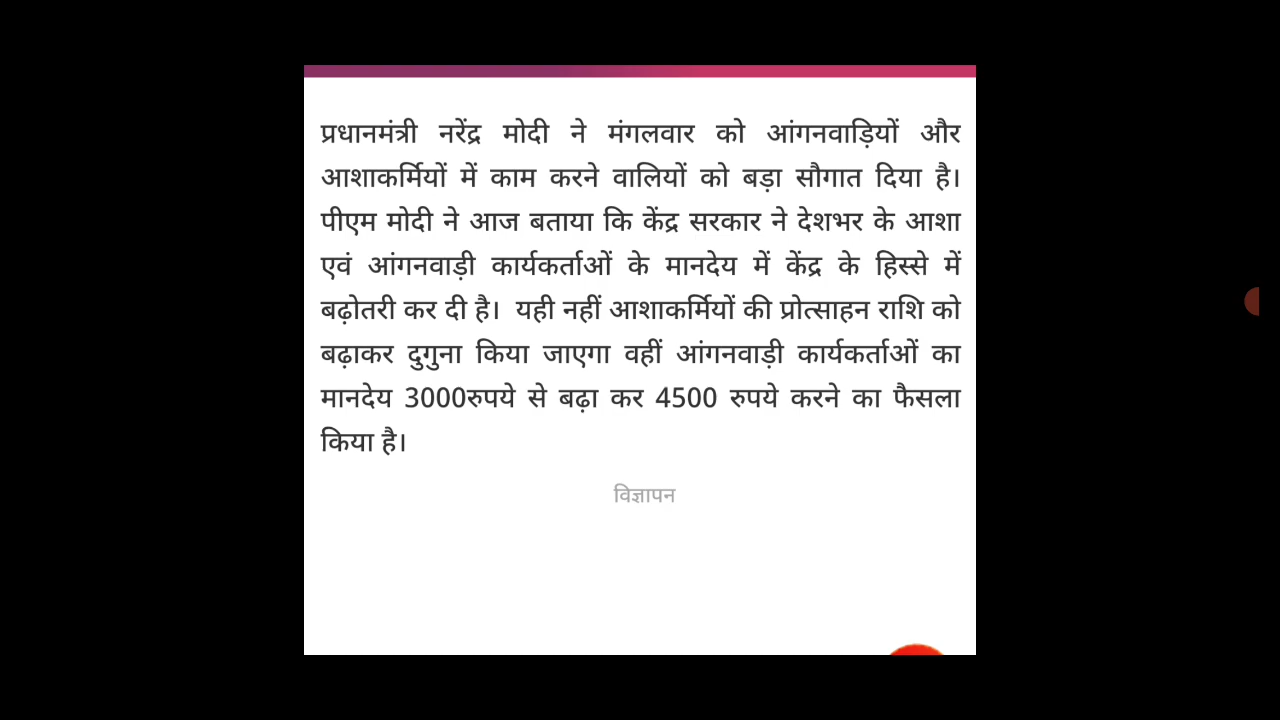 प्रधानमंत्री नरेंद्र मोदी ने मंगलवार को आंगनवाड़ियों और
आशाकर्मियों में काम करने वालियों को बड़ा सौगात दिया है।
पीएम मोदी ने आज बताया कि केंद्र सरकार ने देशभर के आशा
एवं आंगनवाड़ी कार्यकर्ताओं के मानदेय में केंद्र के हिस्से में
बढ़ोतरी कर दी है। यही नहीं आशाकर्मियों की प्रोत्साहन राशि को
बढ़ाकर दुगुना किया जाएगा वहीं आंगनवाड़ी कार्यकर्ताओं का
मानदेय 3000रुपये से बढ़ा कर 4500 रुपये करने का फैसला
किया है।
विज्ञापन